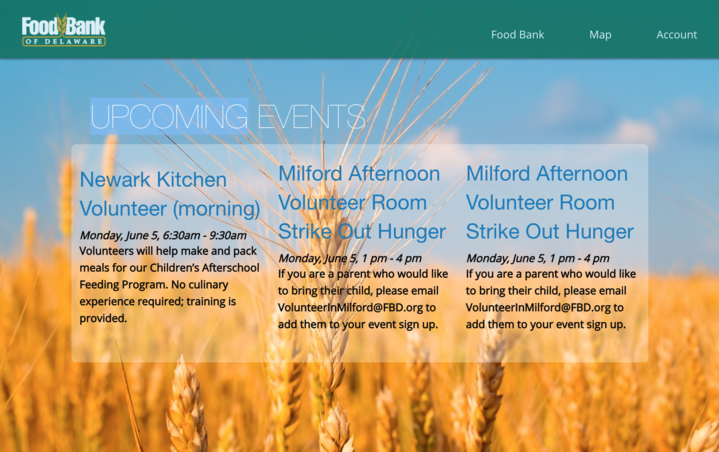 Food Bank
OF DELAWARE
Food Bank Map Account
UPCOMING EVENTS
Newark Kitchen
Volunteer (morning)
Monday, June 5, 6:30am - 9:30am
Volunteers will help make and pack
meals for our Children's Afterschool
Feeding Program. No culinary
experience required; training is
provided.
Milford Afternoon
Volunteer Room
Strike Out Hunger
Monday, June 5, 1 pm - 4 pm
If you are a parent who would like
to bring their child, please email
VolunteerInMilford@FBD.org to
add them to your event sign up.
Milford Afternoon
Volunteer Room
Strike Out Hunger
Monday, June 5, 1 pm - 4 pm
If you are a parent who would like
to bring their child, please email
VolunteerInMilford@FBD.org to
add them to your event sign up.